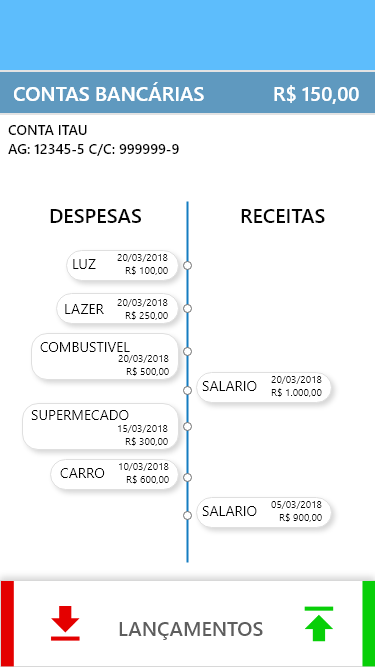 CONTAS BANCÁRIAS R$ 150,00
CONTA ITAU
AG: 12345-5 C/C: 999999-9
DESPESAS RECEITAS
LUZ 20/03/2018
R$ 100,00
LAZER 20/03/2018
R$ 250,00
COMBUSTIVEL
20/03/2018
R$ 500,00
SALARIO 20/03/2018
R$ 1.000,00
SUPERMECADO
15/03/2018
R$ 300,00
CARRO 10/03/2018
R$ 600,00
SALARIO 05/03/2018
R$ 900,00
LANÇAMENTOS